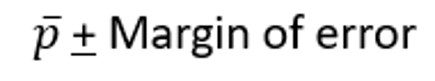 p̄ ± Margin of error